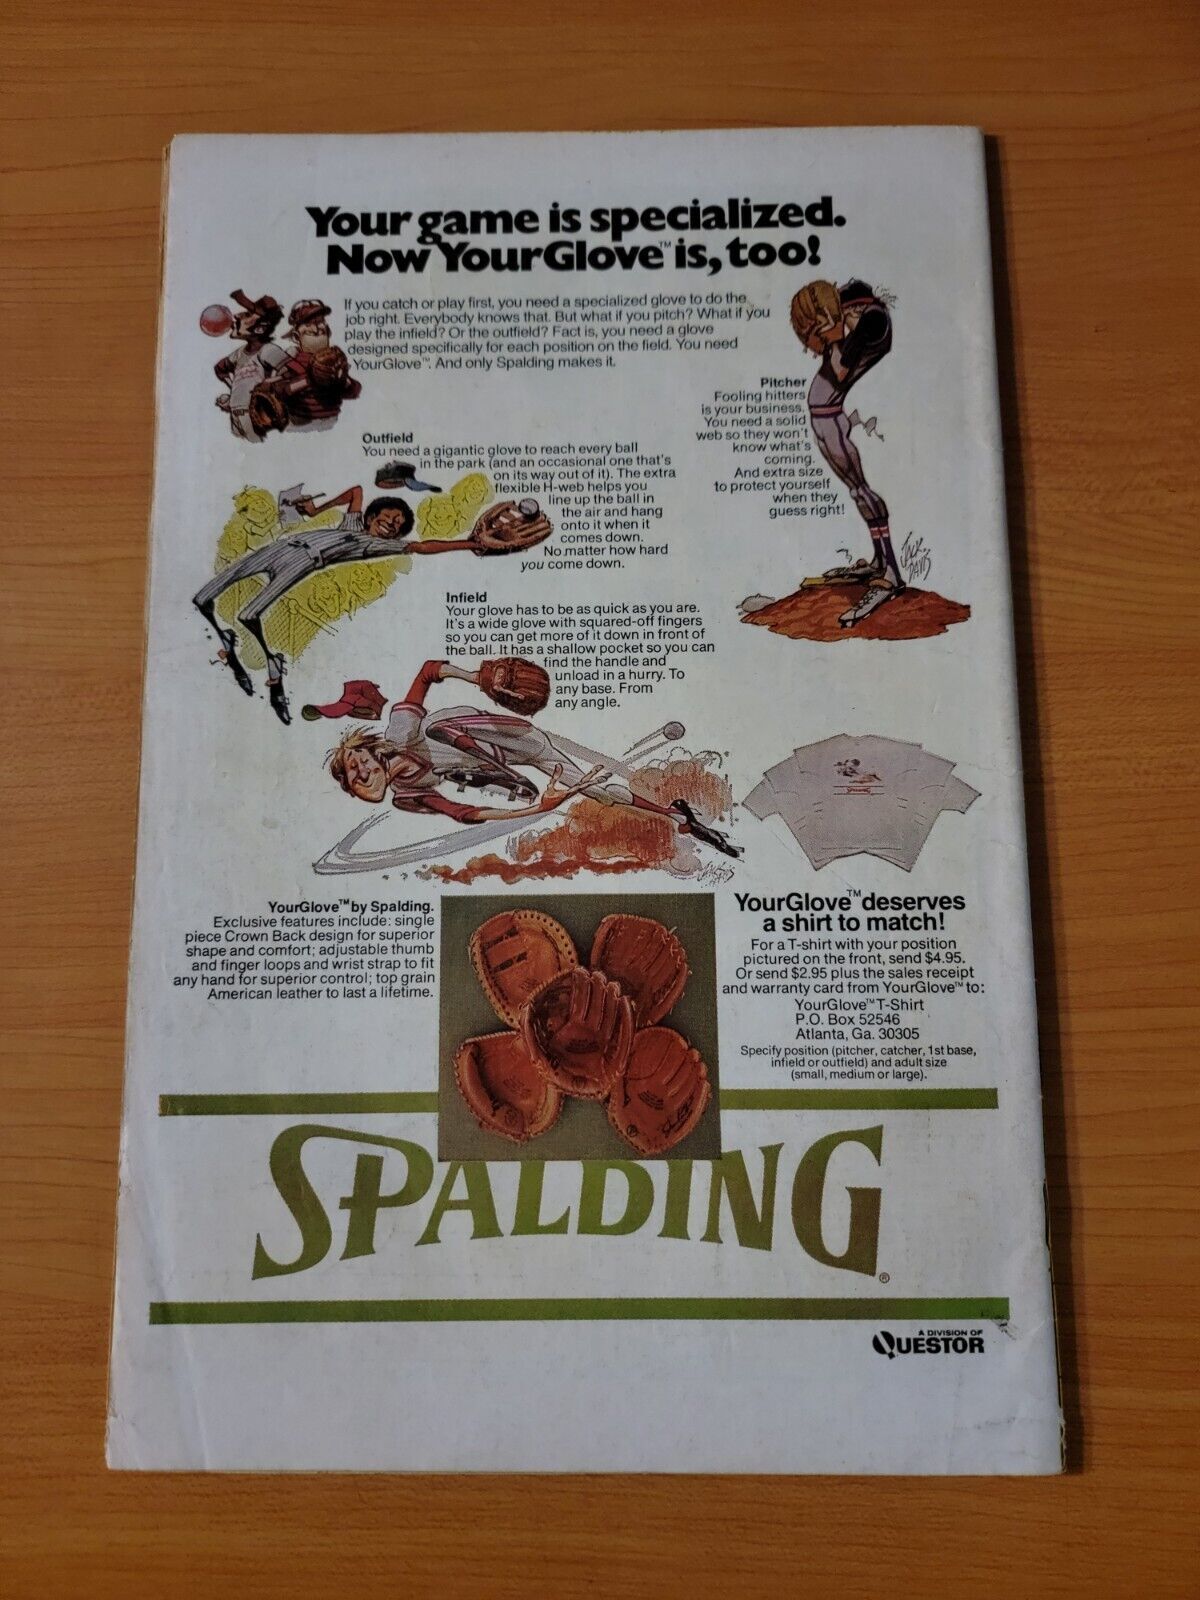 Your game is specialized.
Now YourGlove™ is, too!
If you catch or play first, you need a specialized glove to do the
job right. Everybody knows that. But what if you pitch? What if you
play the infield? Or the outfield? Fact is, you need a glove
designed specifically for each position on the field. You need
YourGlove™. And only Spalding makes it.
Pitcher
Fooling hitters
is your business.
You need a solid
web so they won't
know what's
coming.
And extra size
to protect yourself
when they
guess right!
JACK
DAVIS
Outfield
You need a gigantic glove to reach every ball
in the park (and an occasional one that's
on its way out of it). The extra
flexible H-web helps you
line up the ball in
the air and hang
onto it when it
comes down.
No matter how hard
you come down.
Infield
Your glove has to be as quick as you are.
It's a wide glove with squared-off fingers
so you can get more of it down in front of
the ball. It has a shallow pocket so you can
find the handle and
unload in a hurry. To
any base. From
any angle.
SPALDING
YourGlove™ by Spalding.
Exclusive features include: single
piece Crown Back design for superior
shape and comfort; adjustable thumb
and finger loops and wrist strap to fit
any hand for superior control; top grain
American leather to last a lifetime.
YourGlove™ deserves
a shirt to match!
For a T-shirt with your position
pictured on the front, send $4.95.
Or send $2.95 plus the sales receipt
and warranty card from YourGlove™ to:
YourGlove™ T-Shirt
P.O. Box 52546
Atlanta, Ga. 30305
Specify position (pitcher, catcher, 1st base,
infield or outfield) and adult size
(small, medium or large).
SPALDING®
A DIVISION OF
QUESTOR